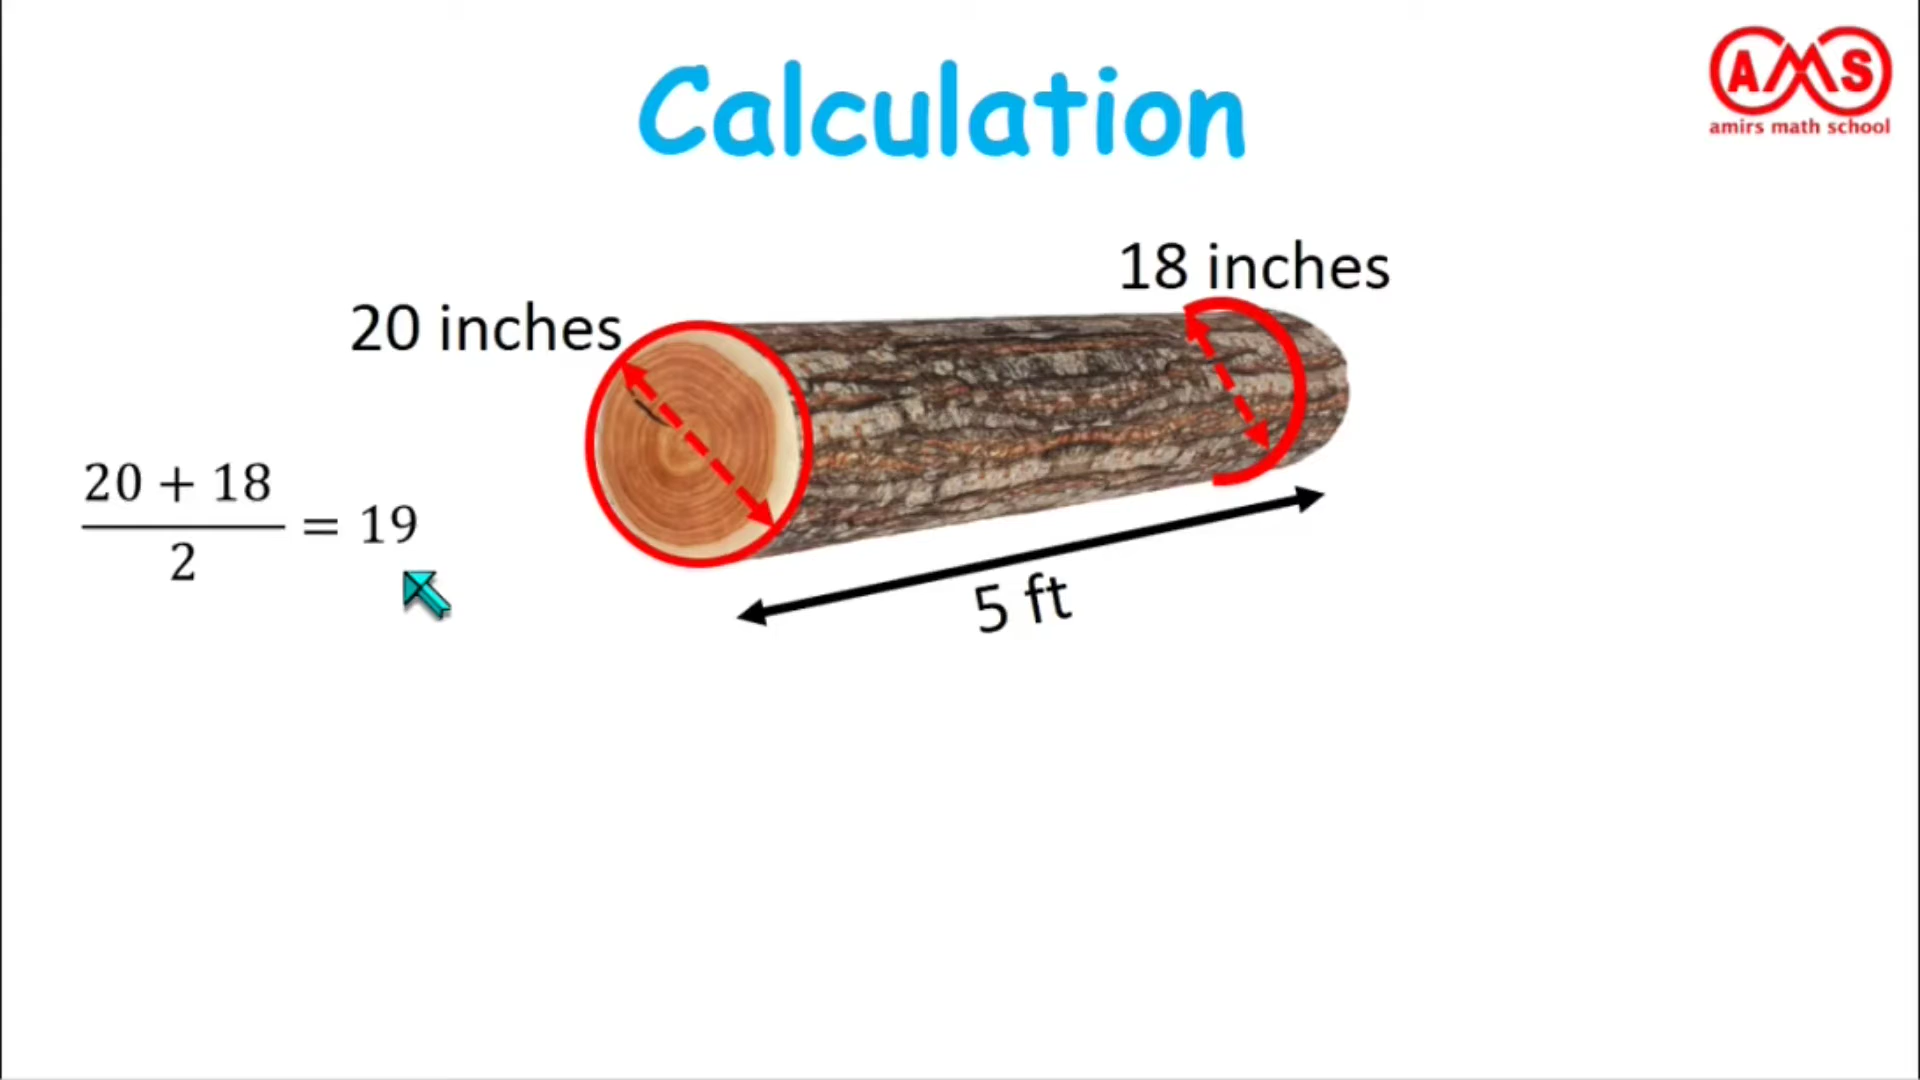 Calculation
AMS
amirs math school
18 inches
20 inches
20 + 18
2
= 19
5 ft